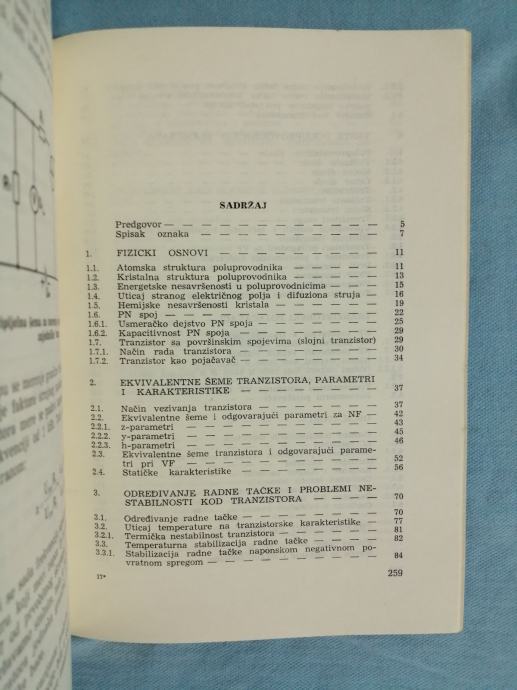 SADRŽAJ
Predgovor — — — — — — — — — — — — 5
Spisak oznaka — — — — — — — — — — 7
1. FIZICKI OSNOVI — — — — — — — — — 11
1.1. Atomska struktura poluprovodnika — — — — — — 11
1.2. Kristalna struktura poluprovodnika — — — — — — 13
1.3. Energetske nesavršenosti u poluprovodnicima — — — — 15
1.4. Uticaj stranog električnog polja i difuziona struja — — 16
1.5. Hemijske nesavršenosti kristala — — — — — — 19
1.6. PN spoj — — — — — — — — — — — 22
1.6.1. Usmeračko dejstvo PN spoja — — — — — — — 25
1.6.2. Kapacitivnost PN spoja — — — — — — — — 29
1.7. Tranzistor sa površinskim spojevima (slojni tranzistor) 29
1.7.1. Način rada tranzistora — — — — — — — — 30
1.7.2. Tranzistor kao pojačavač — — — — — — — — 34
2. EKVIVALENTNE ŠEME TRANZISTORA, PARAMETRI
I KARAKTERISTIKE — — — — — — — — — 37
2.1. Način vezivanja tranzistora — — — — — — — 37
2.2. Ekvivalentne šeme i odgovarajući parametri za NF — — 42
2.2.1. z-parametri — — — — — — — — — — — 43
2.2.2. y-parametri — — — — — — — — — — — 45
2.2.3. h-parametri — — — — — — — — — — — 46
2.3. Ekvivalentne šeme tranzistora i odgovarajući parame-
tri pri VF — — — — — — — — — — — 52
2.4. Statičke karakteristike — — — — — — — — 56
3. ODREĐIVANJE RADNE TAČKE I PROBLEMI NE-
STABILNOSTI KOD TRANZISTORA — — — — 70
3.1. Određivanje radne tačke — — — — — — — — 70
3.2. Uticaj temperature na tranzistorske karakteristike — — 77
3.2.1. Termička nestabilnost tranzistora — — — — — — 81
3.3. Temperaturna stabilizacija radne tačke — — — — — 82
3.3.1. Stabilizacija radne tačke naponskom negativnom po-
vratnom spregom — — — — — — — — — 84
17* 259